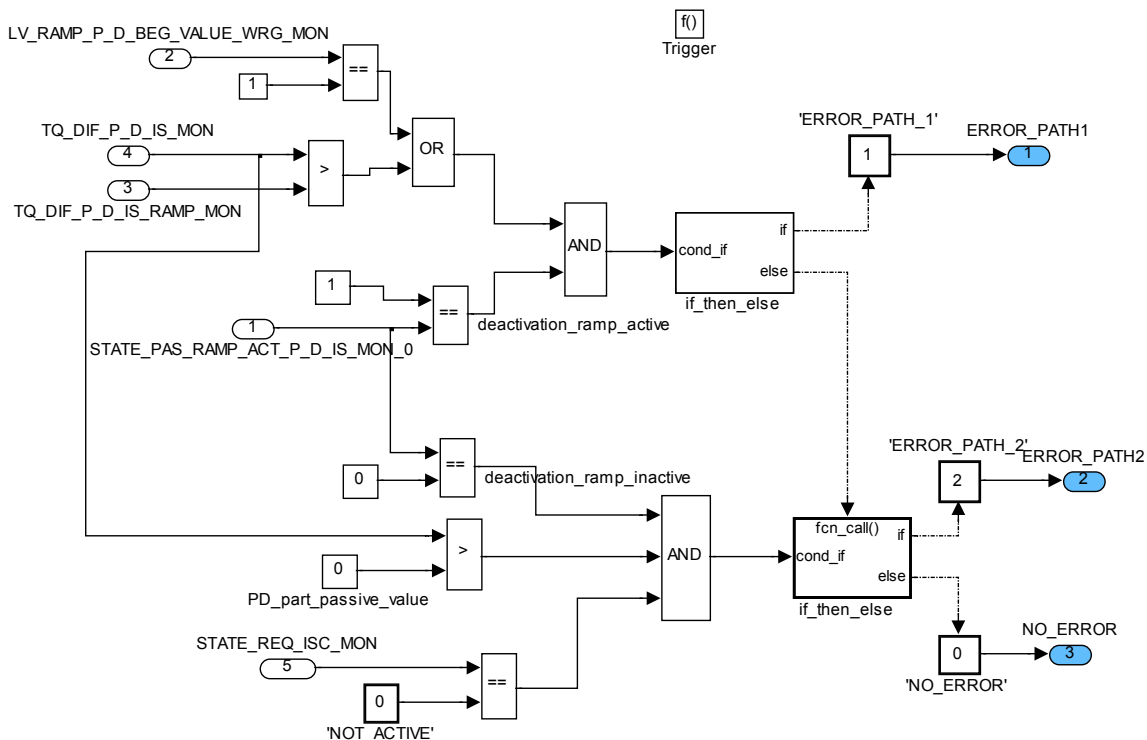 f()
Trigger
LV_RAMP_P_D_BEG_VALUE_WRG_MON
2
==
1
TQ_DIF_P_D_IS_MON
4
OR
>
3
TQ_DIF_P_D_IS_RAMP_MON
'ERROR_PATH_1'
1
ERROR_PATH1
1
AND
cond_if
if
else
if_then_else
1
==
deactivation_ramp_active
1
STATE_PAS_RAMP_ACT_P_D_IS_MON_0
==
0
deactivation_ramp_inactive
'ERROR_PATH_2'
2
ERROR_PATH2
2
>
0
PD_part_passive_value
AND
fcn_call()
cond_if
if
else
if_then_else
STATE_REQ_ISC_MON
5
==
0
'NOT_ACTIVE'
0
'NO_ERROR'
NO_ERROR
3